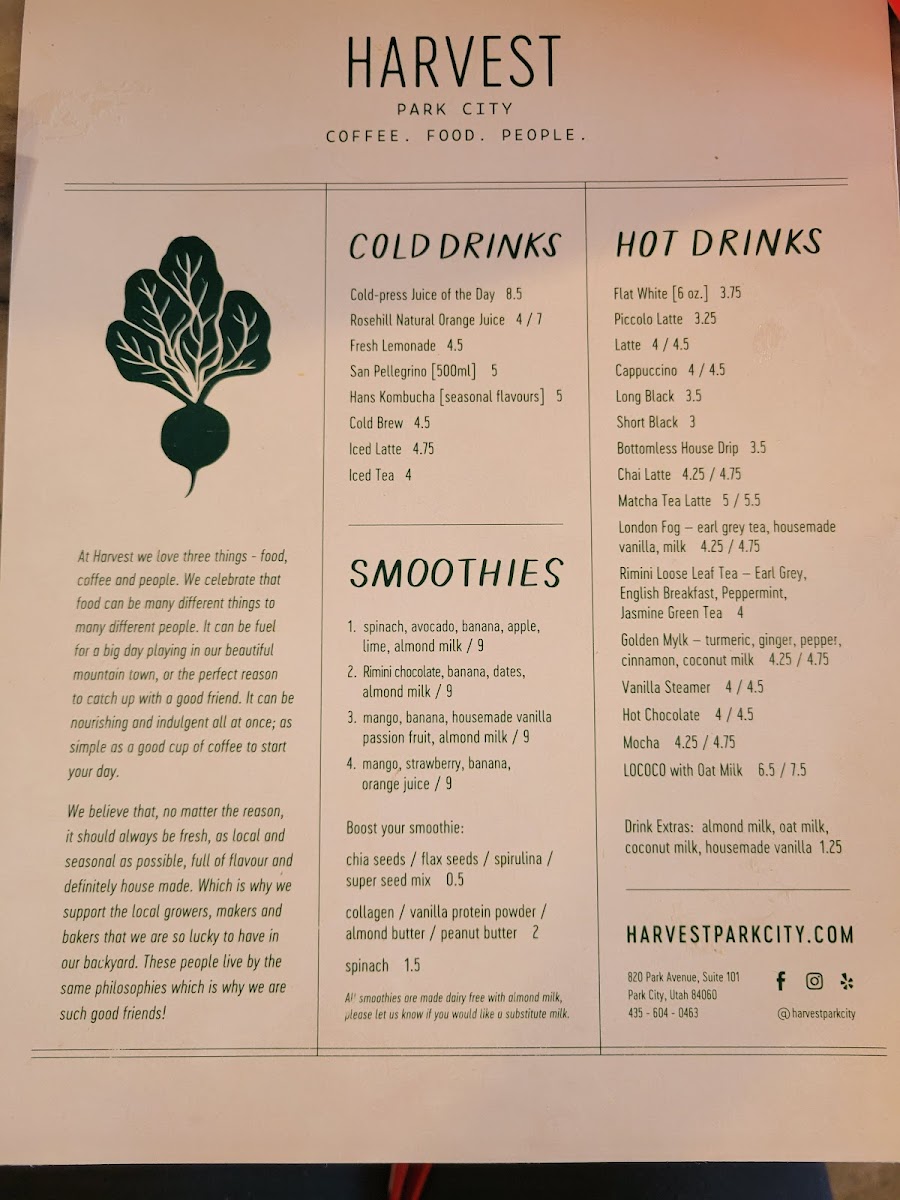 HARVEST
PARK CITY
COFFEE. FOOD. PEOPLE.
At Harvest we love three things - food,
coffee and people. We celebrate that
food can be many different things to
many different people. It can be fuel
for a big day playing in our beautiful
mountain town, or the perfect reason
to catch up with a good friend. It can be
nourishing and indulgent all at once; as
simple as a good cup of coffee to start
your day.
We believe that, no matter the reason,
it should always be fresh, as local and
seasonal as possible, full of flavour and
definitely house made. Which is why we
support the local growers, makers and
bakers that we are so lucky to have in
our backyard. These people live by the
same philosophies which is why we are
such good friends!
COLD DRINKS
Cold-press Juice of the Day 8.5
Rosehill Natural Orange Juice 4 / 7
Fresh Lemonade 4.5
San Pellegrino [500ml] 5
Hans Kombucha [seasonal flavours] 5
Cold Brew 4.5
Iced Latte 4.75
Iced Tea 4
SMOOTHIES
1. spinach, avocado, banana, apple,
lime, almond milk / 9
2. Rimini chocolate, banana, dates,
almond milk / 9
3. mango, banana, housemade vanilla
passion fruit, almond milk / 9
4. mango, strawberry, banana,
orange juice / 9
Boost your smoothie:
chia seeds / flax seeds / spirulina /
super seed mix 0.5
collagen / vanilla protein powder /
almond butter / peanut butter 2
spinach 1.5
All smoothies are made dairy free with almond milk,
please let us know if you would like a substitute milk.
HOT DRINKS
Flat White [6 oz.] 3.75
Piccolo Latte 3.25
Latte 4 / 4.5
Cappuccino 4 / 4.5
Long Black 3.5
Short Black 3
Bottomless House Drip 3.5
Chai Latte 4.25 / 4.75
Matcha Tea Latte 5 / 5.5
London Fog – earl grey tea, housemade
vanilla, milk 4.25 / 4.75
Rimini Loose Leaf Tea – Earl Grey,
English Breakfast, Peppermint,
Jasmine Green Tea 4
Golden Mylk – turmeric, ginger, pepper,
cinnamon, coconut milk 4.25 / 4.75
Vanilla Steamer 4 / 4.5
Hot Chocolate 4 / 4.5
Mocha 4.25 / 4.75
LOCOCO with Oat Milk 6.5 / 7.5
Drink Extras: almond milk, oat milk,
coconut milk, housemade vanilla 1.25
HARVESTPARKCITY.COM
820 Park Avenue, Suite 101
Park City, Utah 84060
435 - 604 - 0463
@harvestparkcity